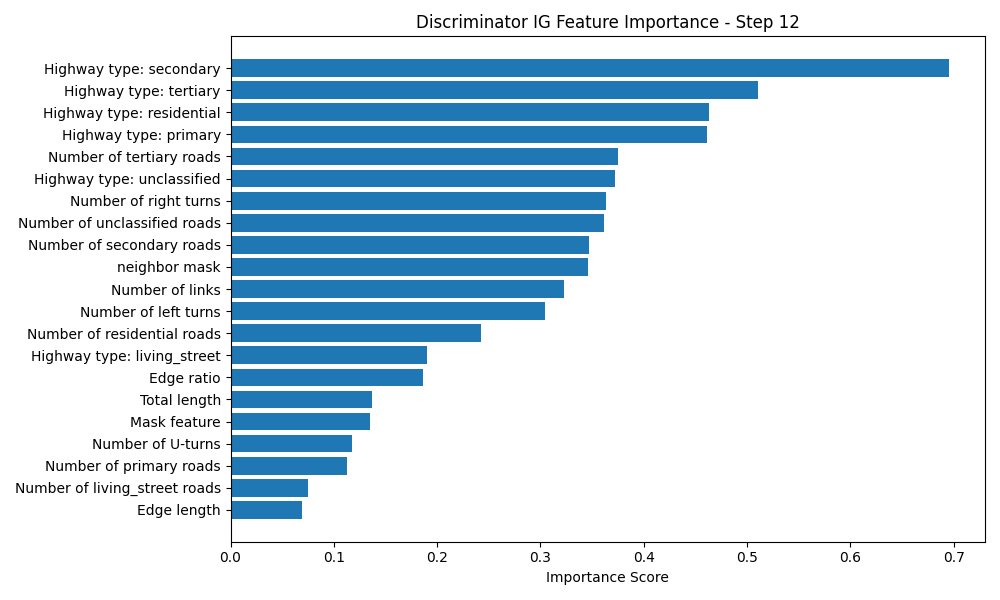 Discriminator IG Feature Importance - Step 12
Highway type: secondary
Highway type: tertiary
Highway type: residential
Highway type: primary
Number of tertiary roads
Highway type: unclassified
Number of right turns
Number of unclassified roads
Number of secondary roads
neighbor mask
Number of links
Number of left turns
Number of residential roads
Highway type: living_street
Edge ratio
Total length
Mask feature
Number of U-turns
Number of primary roads
Number of living_street roads
Edge length
0.0 0.1 0.2 0.3 0.4 0.5 0.6 0.7
Importance Score